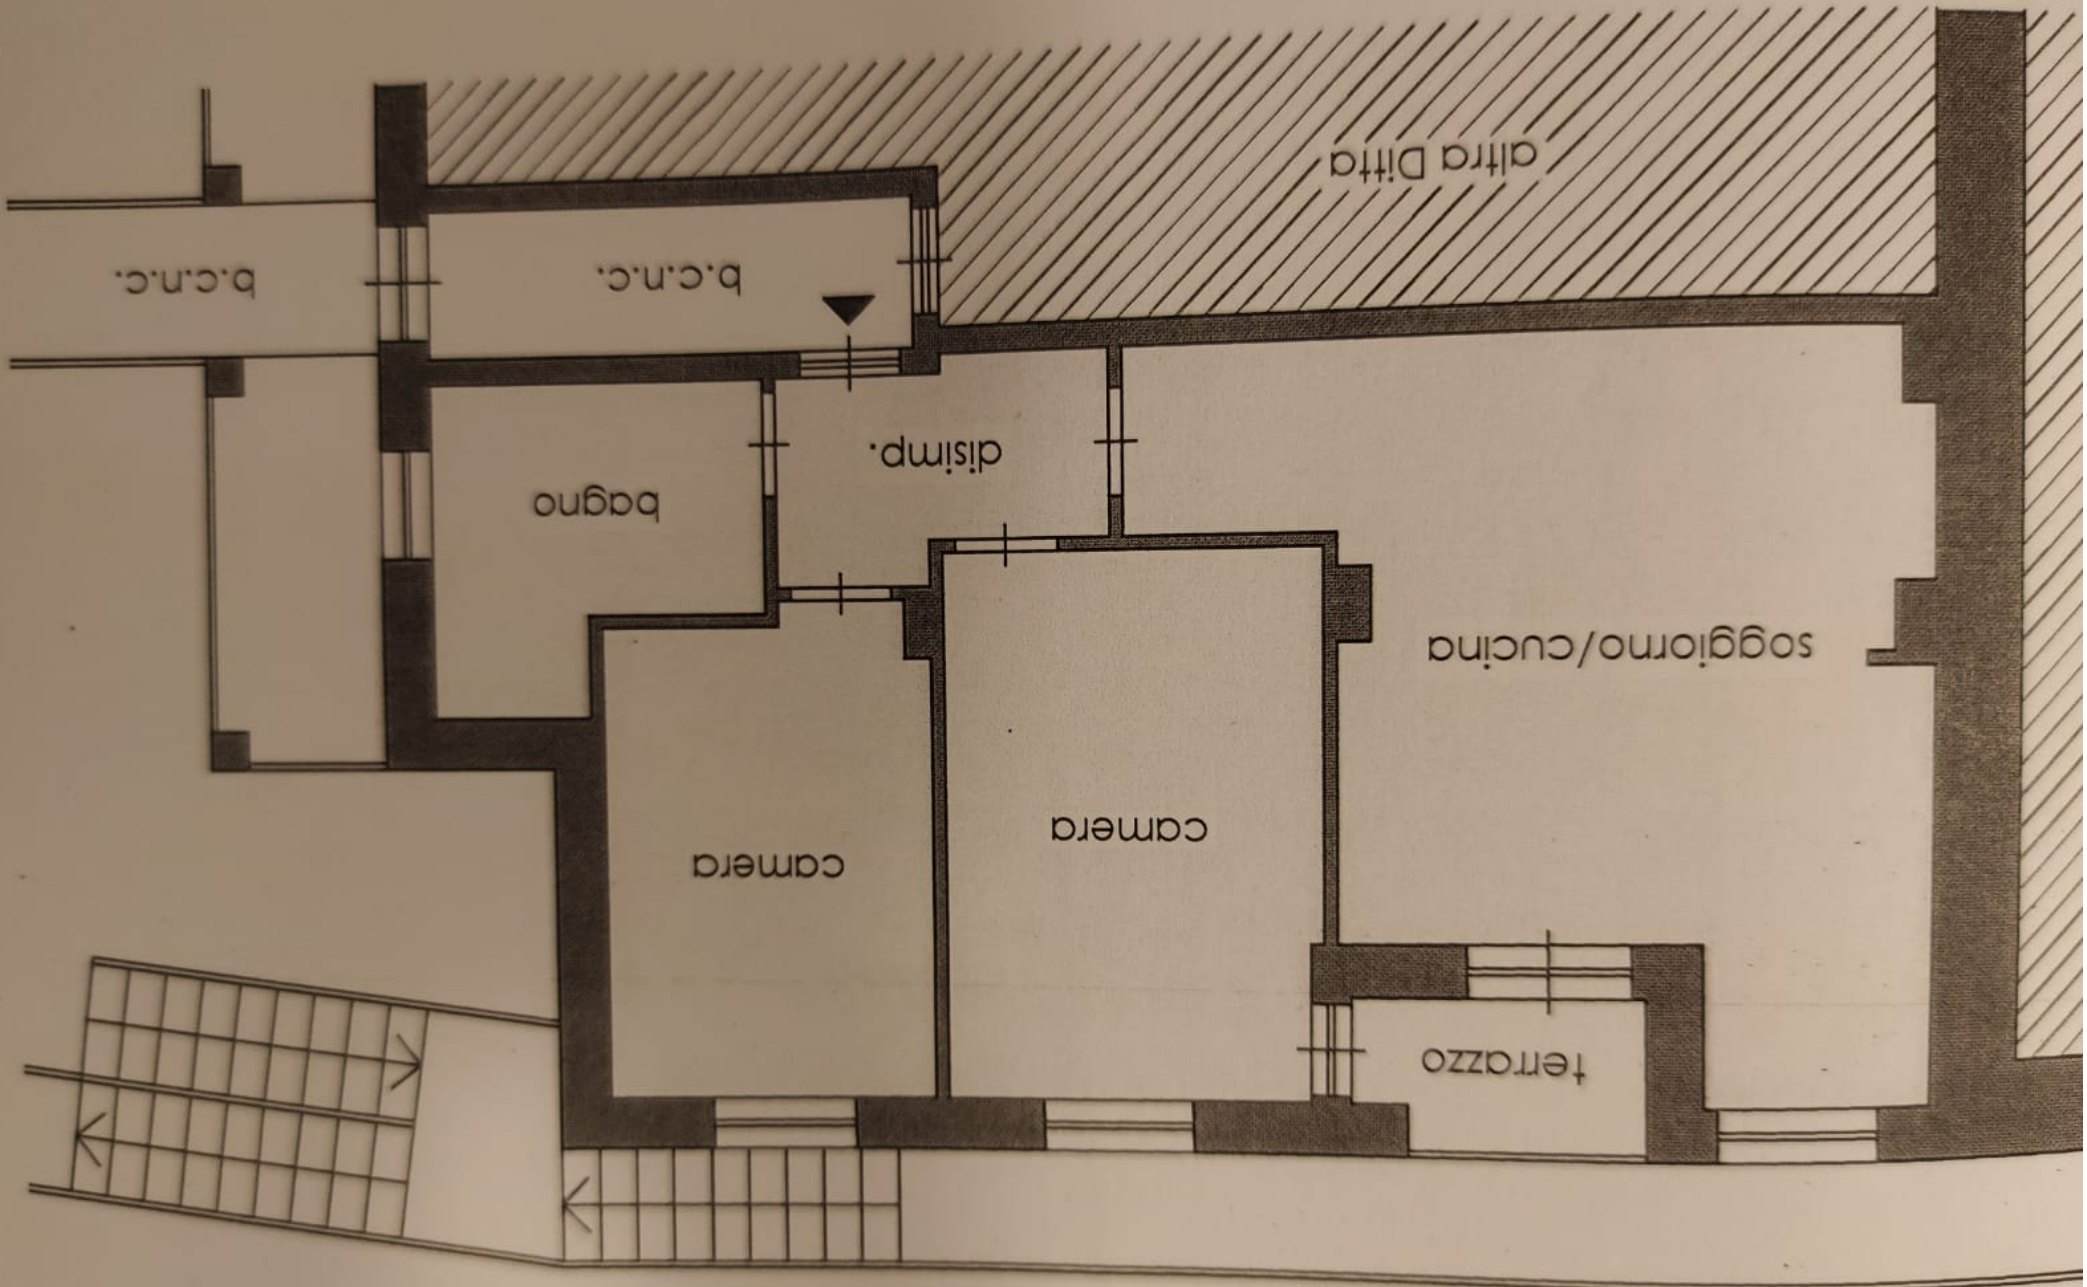 terrazzo
camera
camera
soggiorno/cucina
bagno
disimp.
b.c.n.c.
b.c.n.c.
altra Ditta